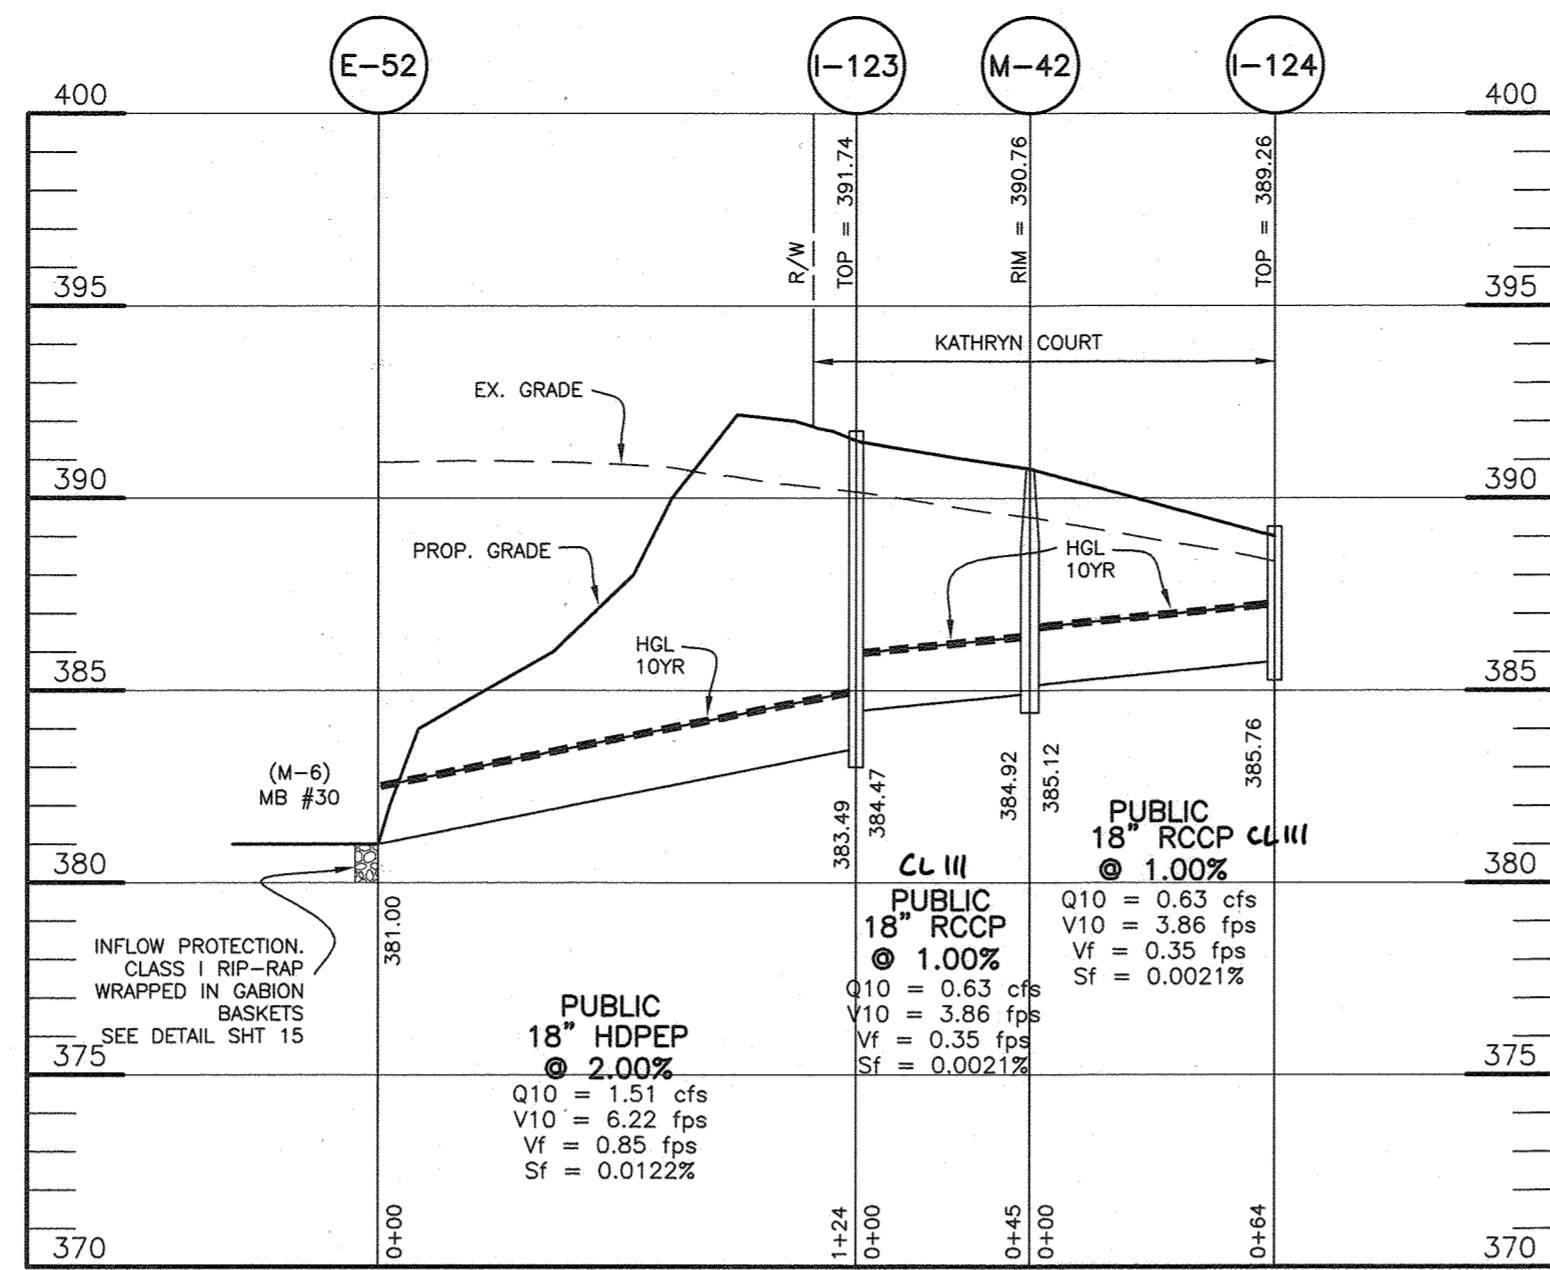 E-52
I-123
M-42
I-124
400
400
R/W
TOP = 391.74
RIM = 390.76
TOP = 389.26
395
395
KATHRYN COURT
EX. GRADE
390
390
PROP. GRADE
HGL
10YR
HGL
10YR
385
385
(M-6)
MB #30
383.49
384.47
384.92
385.12
385.76
PUBLIC
18" RCCP CL III
@ 1.00%
Q10 = 0.63 cfs
V10 = 3.86 fps
Vf = 0.35 fps
Sf = 0.0021%
380
380
CL III
PUBLIC
18" RCCP
@ 1.00%
Q10 = 0.63 cfs
V10 = 3.86 fps
Vf = 0.35 fps
Sf = 0.0021%
381.00
INFLOW PROTECTION.
CLASS I RIP-RAP
WRAPPED IN GABION
BASKETS
SEE DETAIL SHT 15
PUBLIC
18" HDPEP
@ 2.00%
Q10 = 1.51 cfs
V10 = 6.22 fps
Vf = 0.85 fps
Sf = 0.0122%
375
375
0+00
1+24
0+00
0+45
0+00
0+64
370
370